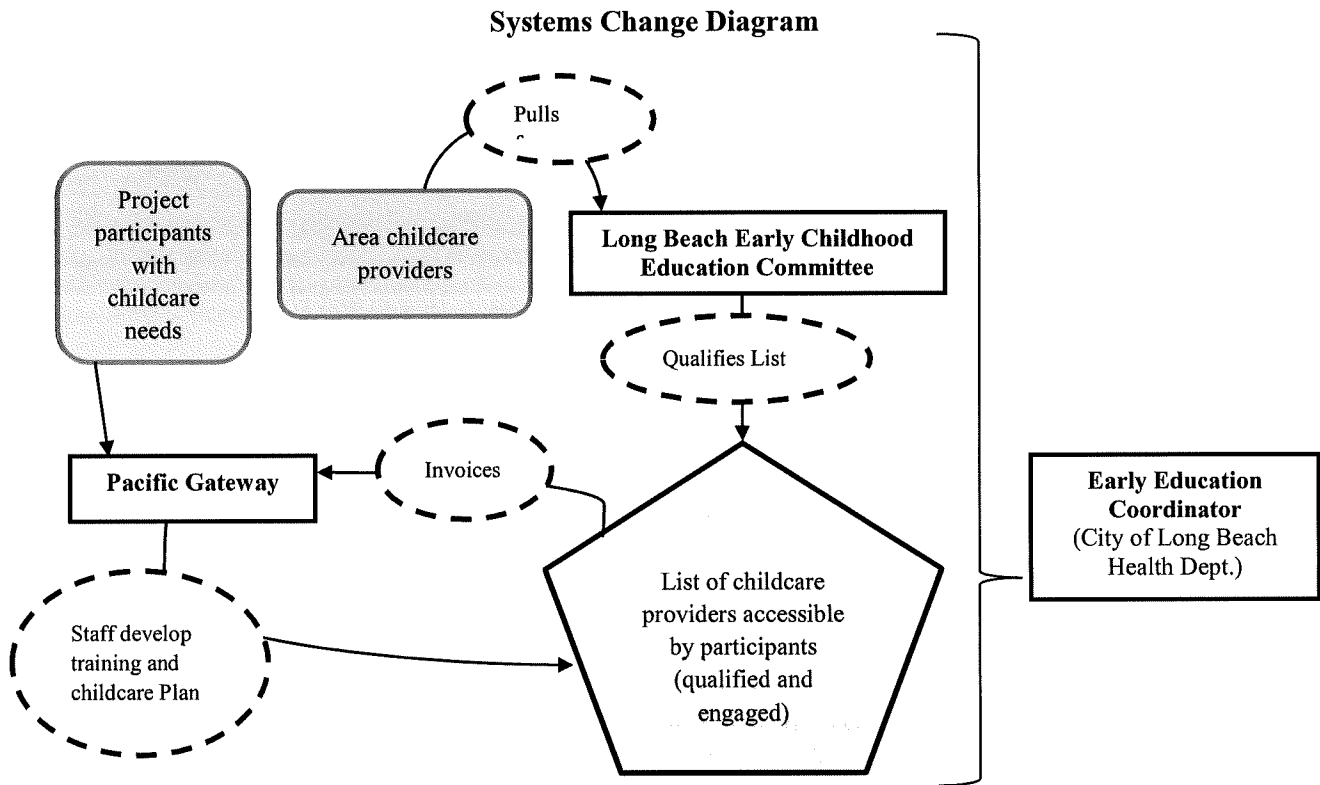 Systems Change Diagram
Pulls
Project
participants
with
childcare
needs
Area childcare
providers
Long Beach Early Childhood
Education Committee
Qualifies List
Invoices
Pacific Gateway
Early Education
Coordinator
(City of Long Beach
Health Dept.)
List of childcare
providers accessible
by participants
(qualified and
engaged)
Staff develop
training and
childcare Plan